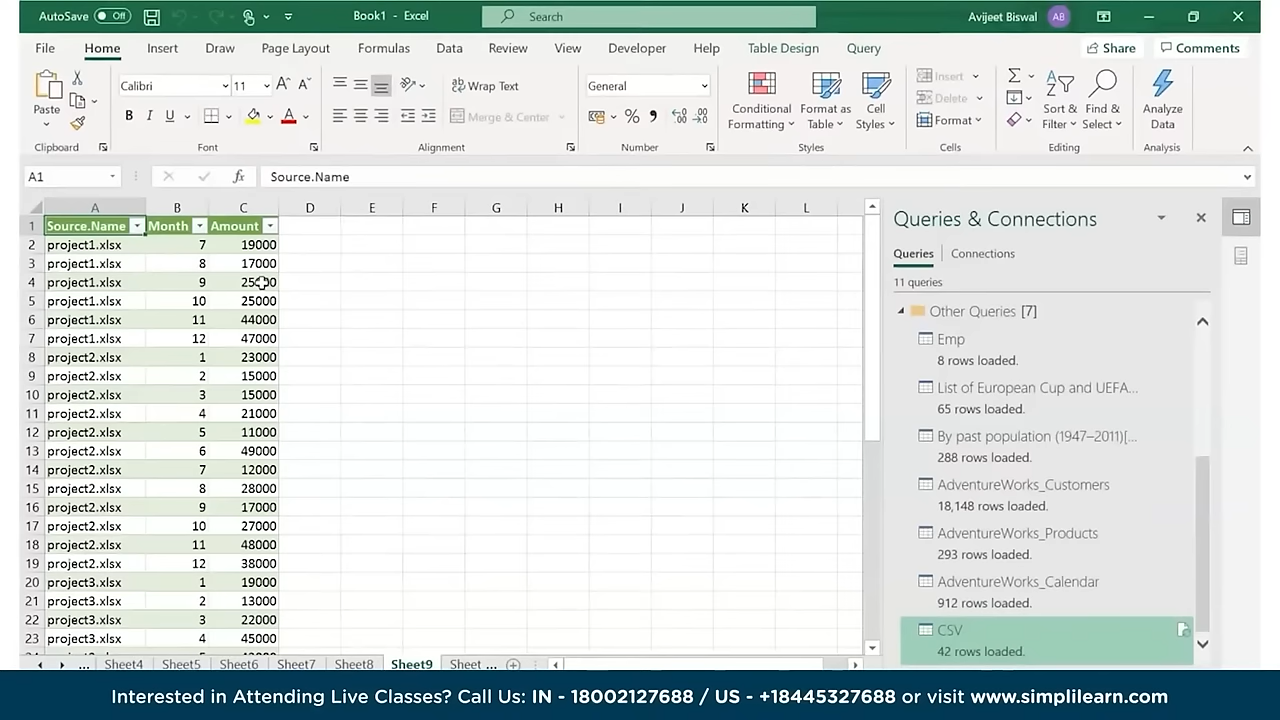 AutoSave Off Book1 - Excel Search Avijeet Biswal AB
File Home Insert Draw Page Layout Formulas Data Review View Developer Help Table Design Query Share Comments
Paste Calibri 11 Wrap Text General Conditional Formatting Format as Table Cell Styles Insert Sort & Filter Find & Select Analyze Data
B I U Merge & Center Delete
Format
Clipboard Font Alignment Number Styles Cells Editing Analysis
A1 fx Source.Name
A B C D E F G H I J K L
1 Source.Name Month Amount
2 project1.xlsx 7 19000
3 project1.xlsx 8 17000
4 project1.xlsx 9
5 project1.xlsx 10 25000
6 project1.xlsx 11 44000
7 project1.xlsx 12 47000
8 project2.xlsx 1 23000
9 project2.xlsx 2 15000
10 project2.xlsx 3 15000
11 project2.xlsx 4 21000
12 project2.xlsx 5 11000
13 project2.xlsx 6 49000
14 project2.xlsx 7 12000
15 project2.xlsx 8 28000
16 project2.xlsx 9 17000
17 project2.xlsx 10 27000
18 project2.xlsx 11 48000
19 project2.xlsx 12 38000
20 project3.xlsx 1 19000
21 project3.xlsx 2 13000
22 project3.xlsx 3 22000
23 project3.xlsx 4 45000
Queries & Connections
Queries Connections
11 queries
Other Queries [7]
Emp
8 rows loaded.
List of European Cup and UEFA...
65 rows loaded.
By past population (1947–2011)[...
288 rows loaded.
AdventureWorks_Customers
18,148 rows loaded.
AdventureWorks_Products
293 rows loaded.
AdventureWorks_Calendar
912 rows loaded.
CSV
42 rows loaded.
... Sheet4 Sheet5 Sheet6 Sheet7 Sheet8 Sheet9 Sheet ...
Interested in Attending Live Classes? Call Us: IN - 18002127688 / US - +18445327688 or visit www.simplilearn.com